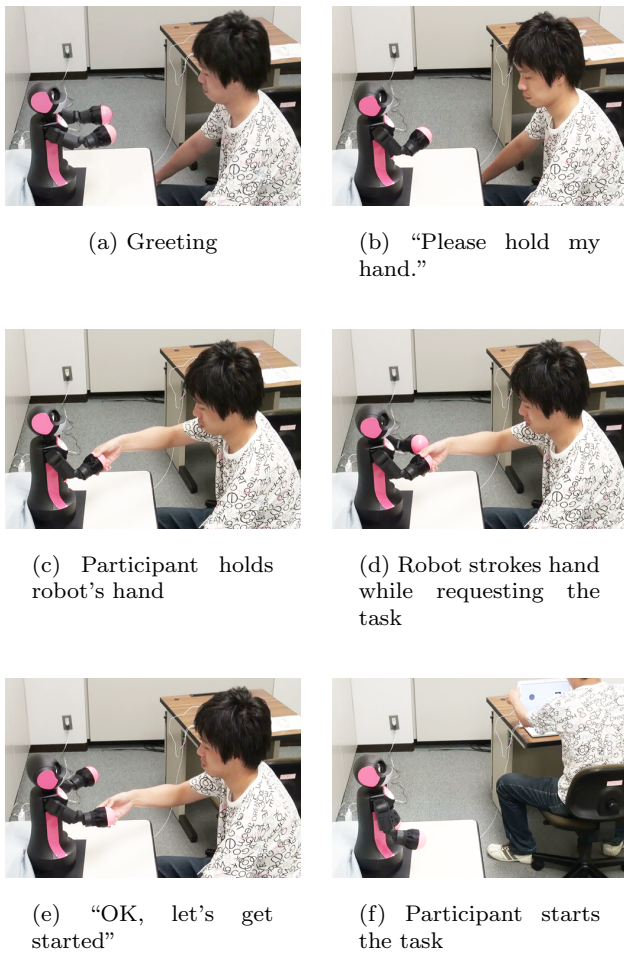 (a) Greeting
(b) “Please hold my
hand.”
(c) Participant holds
robot’s hand
(d) Robot strokes hand
while requesting the
task
(e) “OK, let’s get
started”
(f) Participant starts
the task